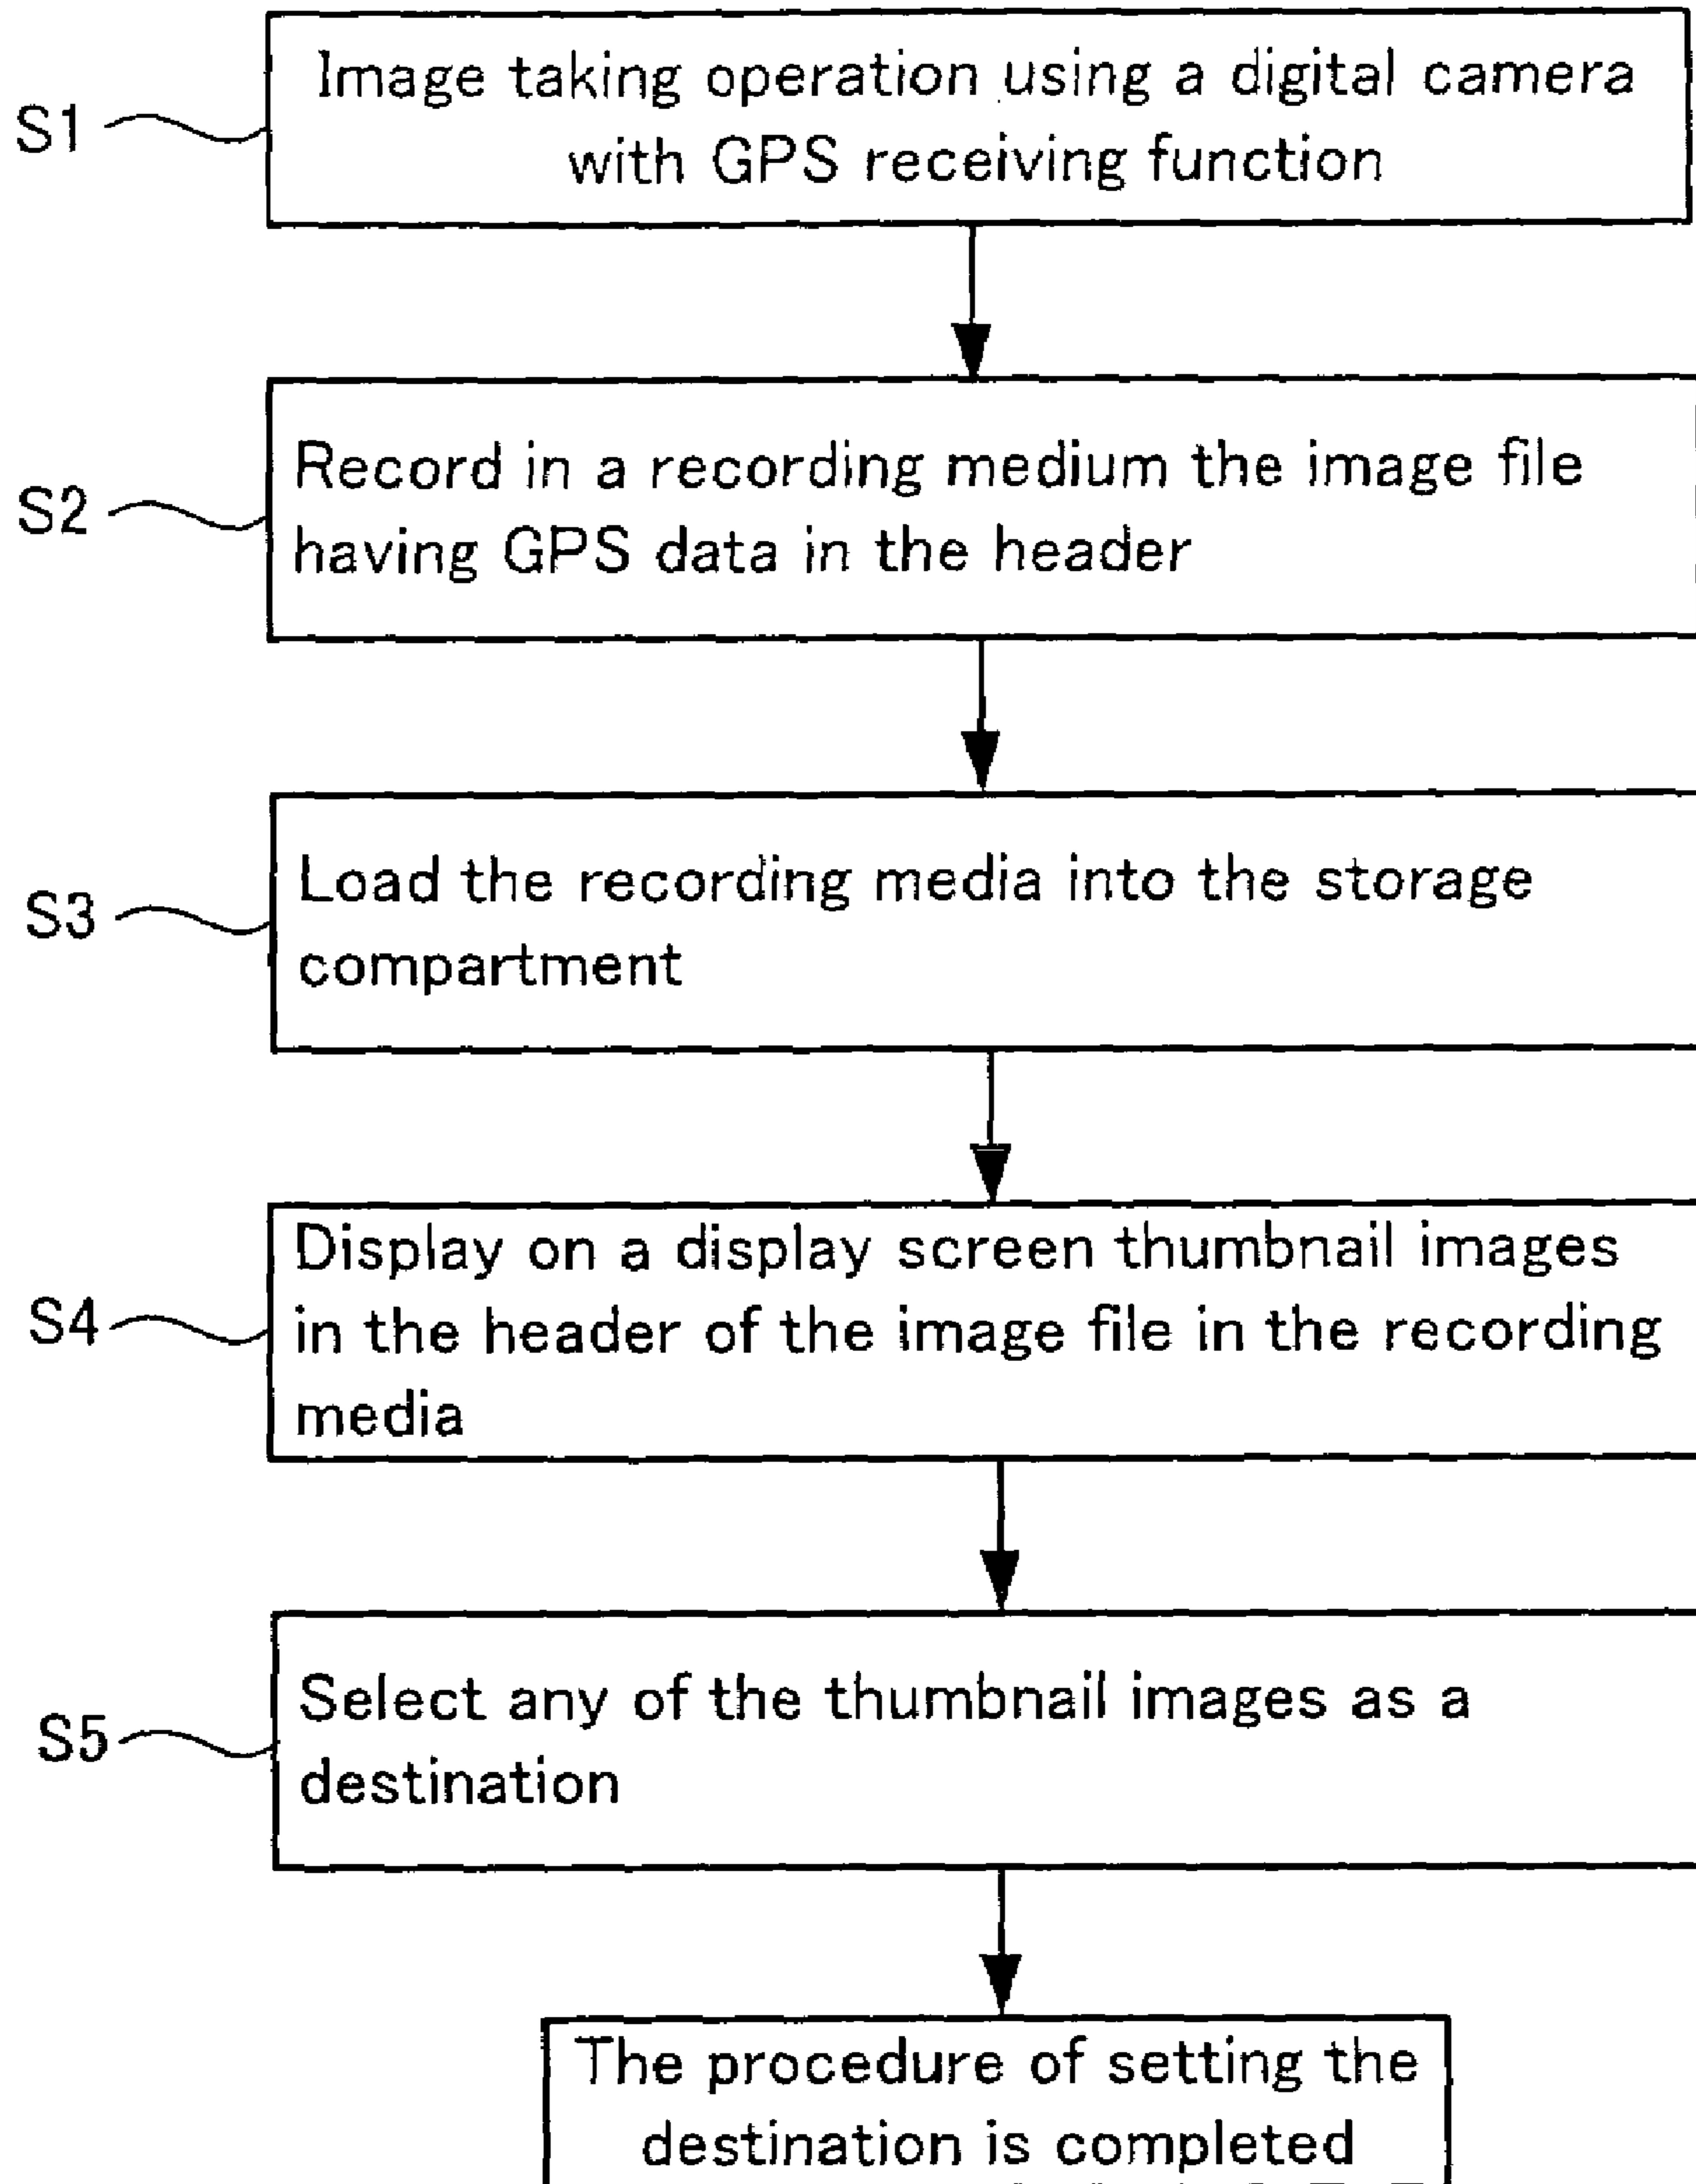 S1
Image taking operation using a digital camera
with GPS receiving function
S2
Record in a recording medium the image file
having GPS data in the header
S3
Load the recording media into the storage
compartment
S4
Display on a display screen thumbnail images
in the header of the image file in the recording
media
S5
Select any of the thumbnail images as a
destination
The procedure of setting the
destination is completed